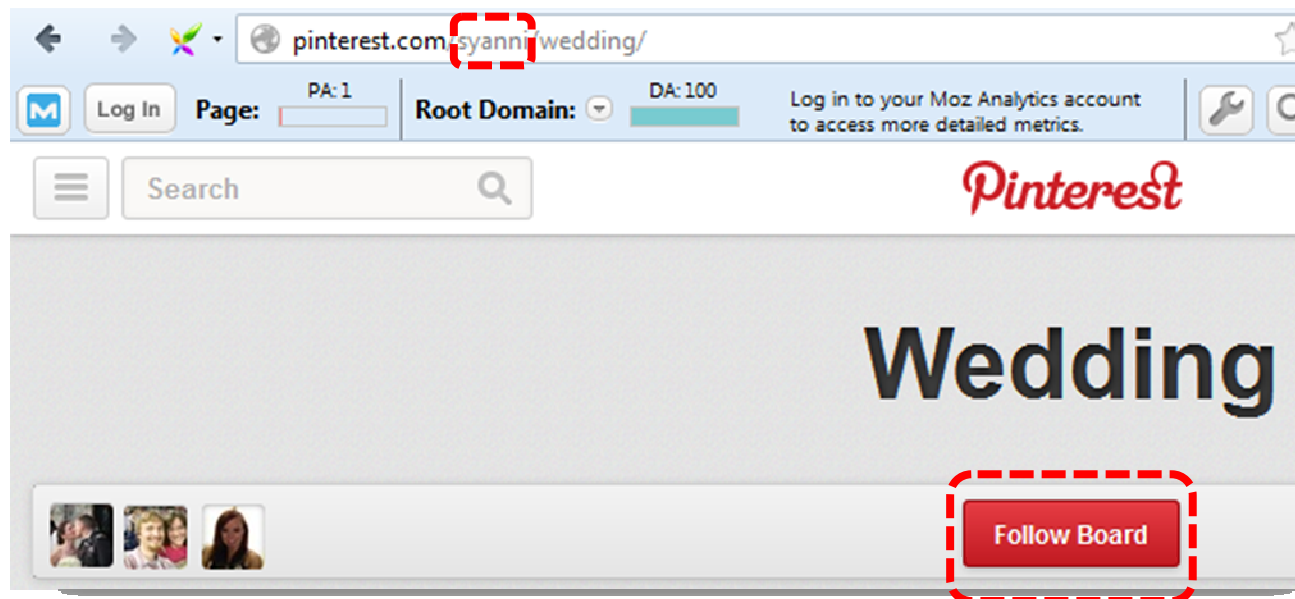 pinterest.com/syanni/wedding/
Log In Page: PA: 1 Root Domain: DA: 100 Log in to your Moz Analytics account
to access more detailed metrics.
Search Pinterest
Wedding
Follow Board